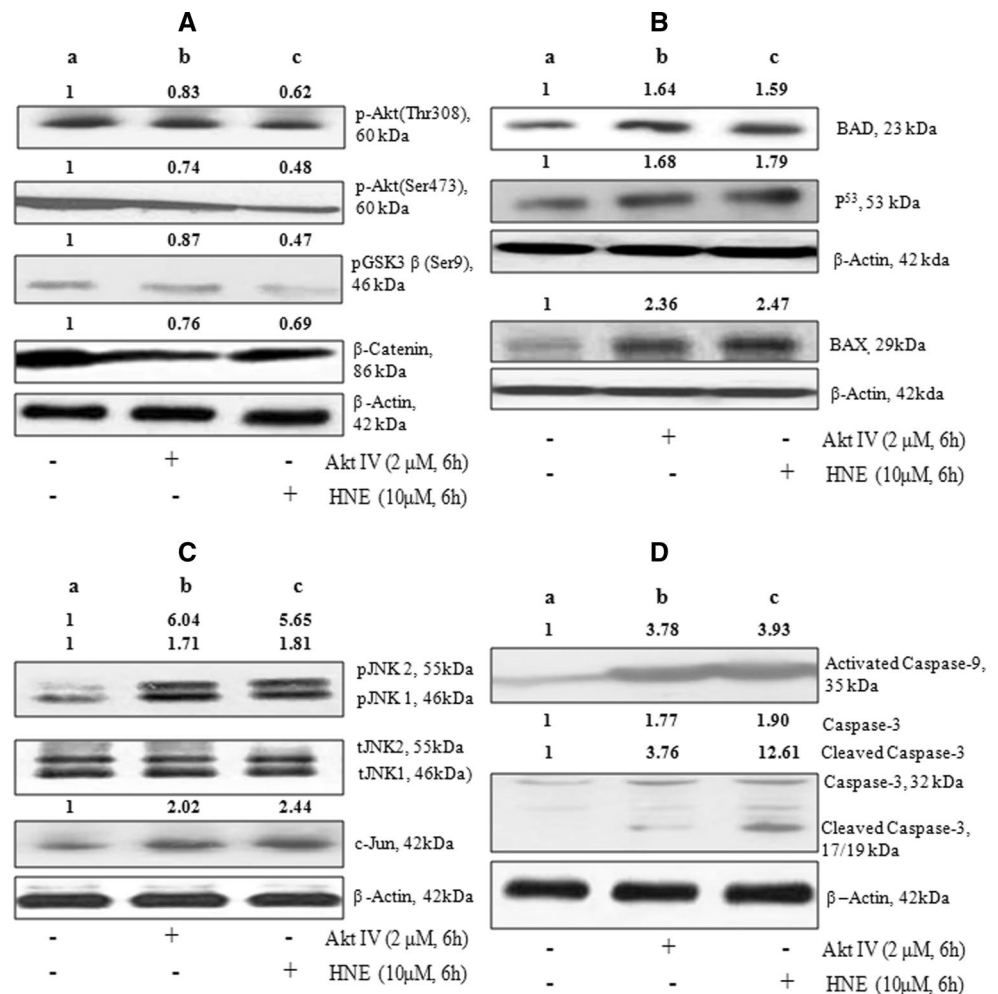 A
a b c
1 0.83 0.62
p-Akt(Thr308),
60 kDa
1 0.74 0.48
p-Akt(Ser473),
60 kDa
1 0.87 0.47
pGSK3 β (Ser9),
46 kDa
1 0.76 0.69
β-Catenin,
86 kDa
β-Actin,
42 kDa
- + - Akt IV (2 μM, 6h)
- - + HNE (10μM, 6h)
B
a b c
1 1.64 1.59
BAD, 23 kDa
1 1.68 1.79
P53, 53 kDa
β-Actin, 42 kda
1 2.36 2.47
BAX, 29kDa
β-Actin, 42kda
- + - Akt IV (2 μM, 6h)
- - + HNE (10μM, 6h)
C
a b c
1 6.04 5.65
1 1.71 1.81
pJNK 2, 55kDa
pJNK 1, 46kDa
tJNK2, 55kDa
tJNK1, 46kDa)
1 2.02 2.44
c-Jun, 42kDa
β-Actin, 42kDa
- + - Akt IV (2 μM, 6h)
- - + HNE (10μM, 6h)
D
a b c
1 3.78 3.93
Activated Caspase-9,
35 kDa
1 1.77 1.90 Caspase-3
1 3.76 12.61 Cleaved Caspase-3
Caspase-3, 32 kDa
Cleaved Caspase-3,
17/19 kDa
β–Actin, 42kDa
- + - Akt IV (2 μM, 6h)
- - + HNE (10μM, 6h)